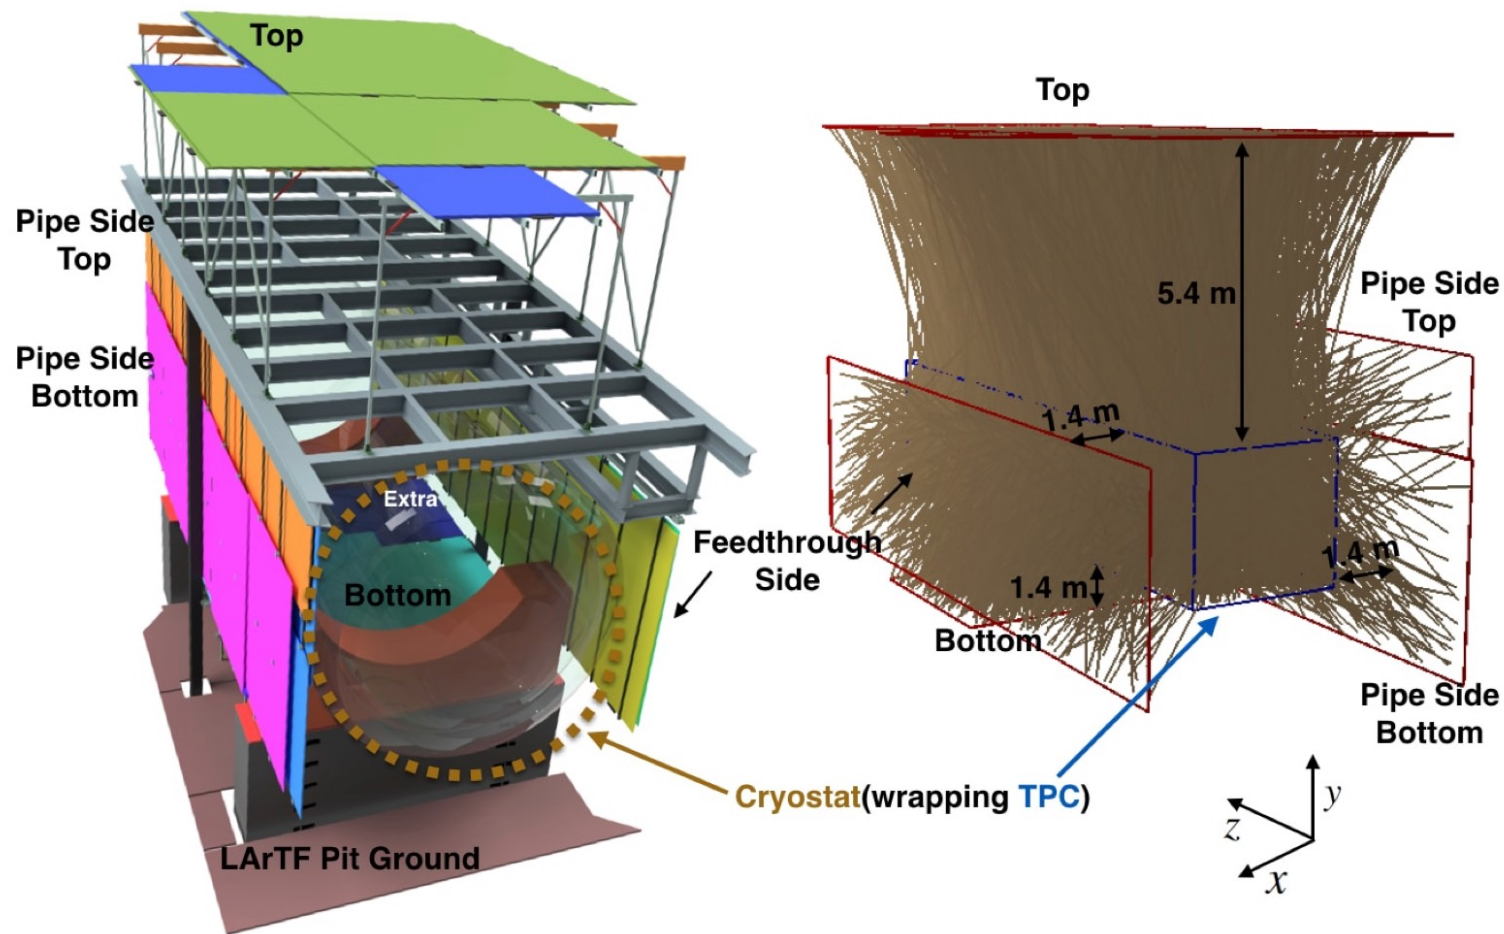 Top
Pipe Side
Top
Pipe Side
Bottom
Extra
Bottom
Feedthrough
Side
LArTF Pit Ground
Cryostat(wrapping TPC)
Top
5.4 m
Pipe Side
Top
1.4 m
1.4 m
1.4 m
Bottom
Pipe Side
Bottom
y
z
x